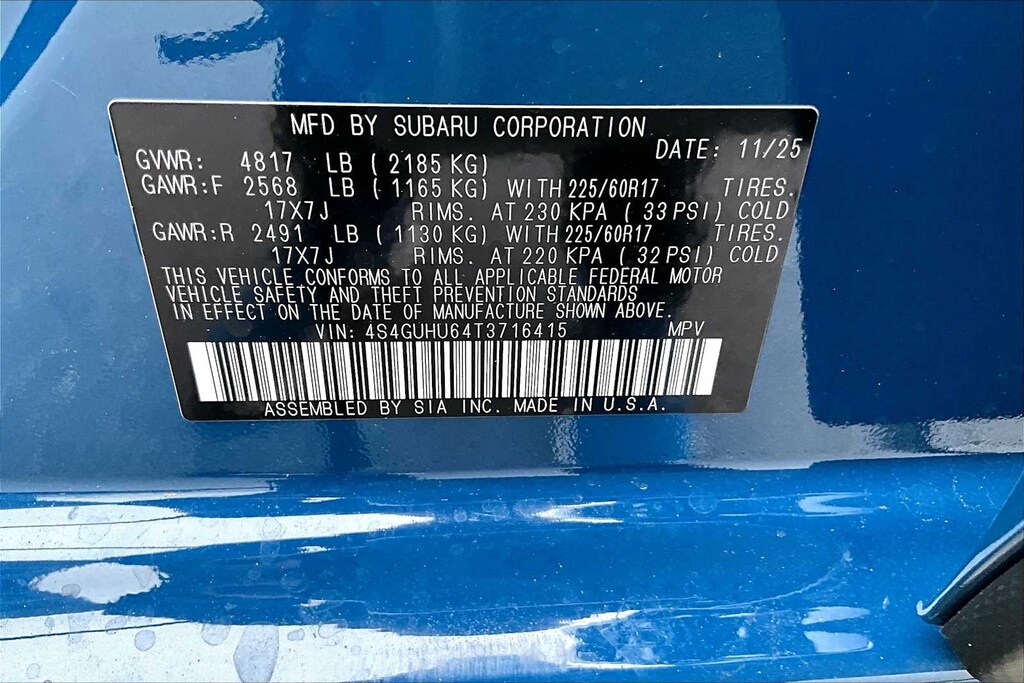 MFD BY SUBARU CORPORATION
DATE: 11/25
GVWR: 4817 LB ( 2185 KG)
GAWR:F 2568 LB ( 1165 KG) WITH 225/60R17 TIRES.
17X7J RIMS. AT 230 KPA ( 33 PSI) COLD
GAWR:R 2491 LB ( 1130 KG) WITH 225/60R17 TIRES.
17X7J RIMS. AT 220 KPA ( 32 PSI) COLD
THIS VEHICLE CONFORMS TO ALL APPLICABLE FEDERAL MOTOR
VEHICLE SAFETY AND THEFT PREVENTION STANDARDS
IN EFFECT ON THE DATE OF MANUFACTURE SHOWN ABOVE.
VIN: 4S4GUHU64T3716415 MPV
ASSEMBLED BY SIA INC. MADE IN U.S.A.